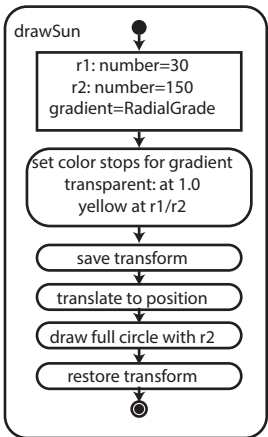 drawSun
r1: number=30
r2: number=150
gradient=RadialGrade
set color stops for gradient
transparent: at 1.0
yellow at r1/r2
save transform
translate to position
draw full circle with r2
restore transform